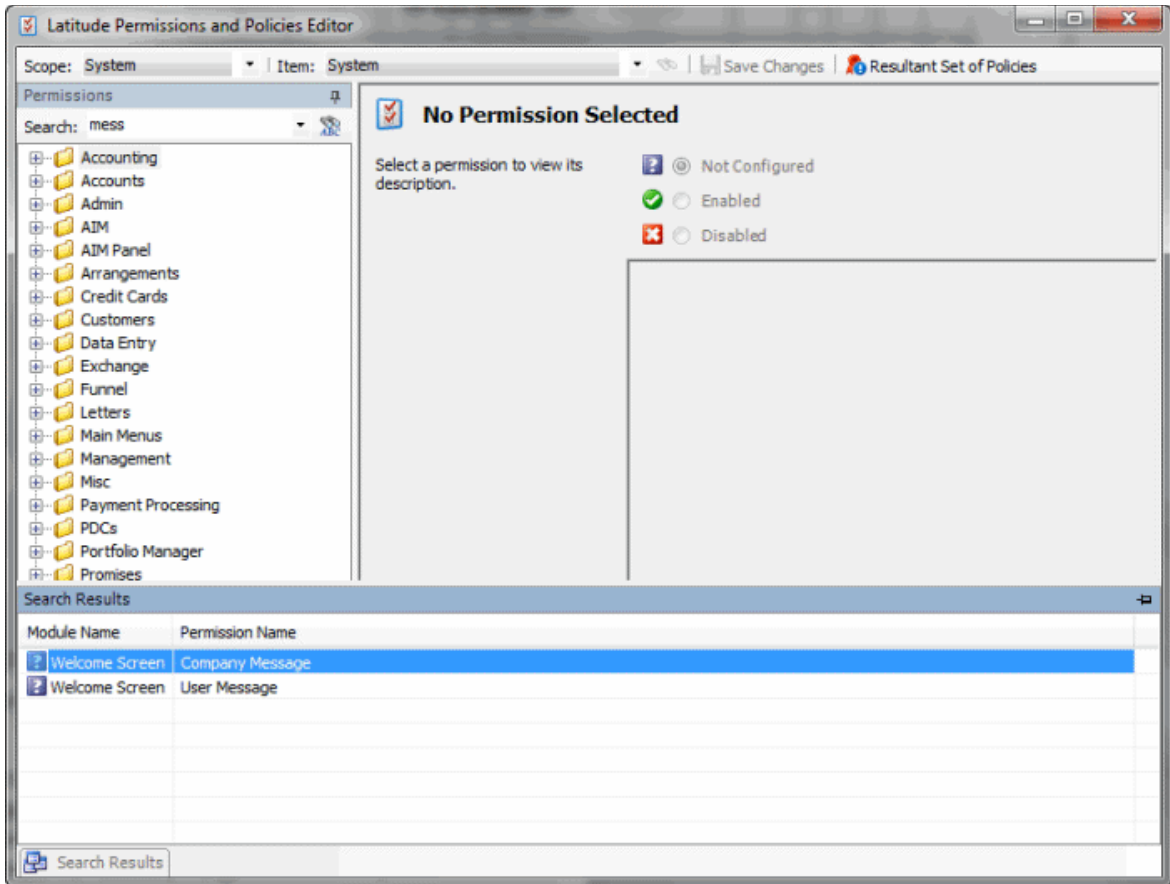 Latitude Permissions and Policies Editor
Scope: System Item: System Save Changes Resultant Set of Policies
Permissions
Search: mess
Accounting
Accounts
Admin
AIM
AIM Panel
Arrangements
Credit Cards
Customers
Data Entry
Exchange
Funnel
Letters
Main Menus
Management
Misc
Payment Processing
PDCs
Portfolio Manager
Promises
No Permission Selected
Select a permission to view its
description.
Not Configured
Enabled
Disabled
Search Results
Module Name Permission Name
Welcome Screen Company Message
Welcome Screen User Message
Search Results